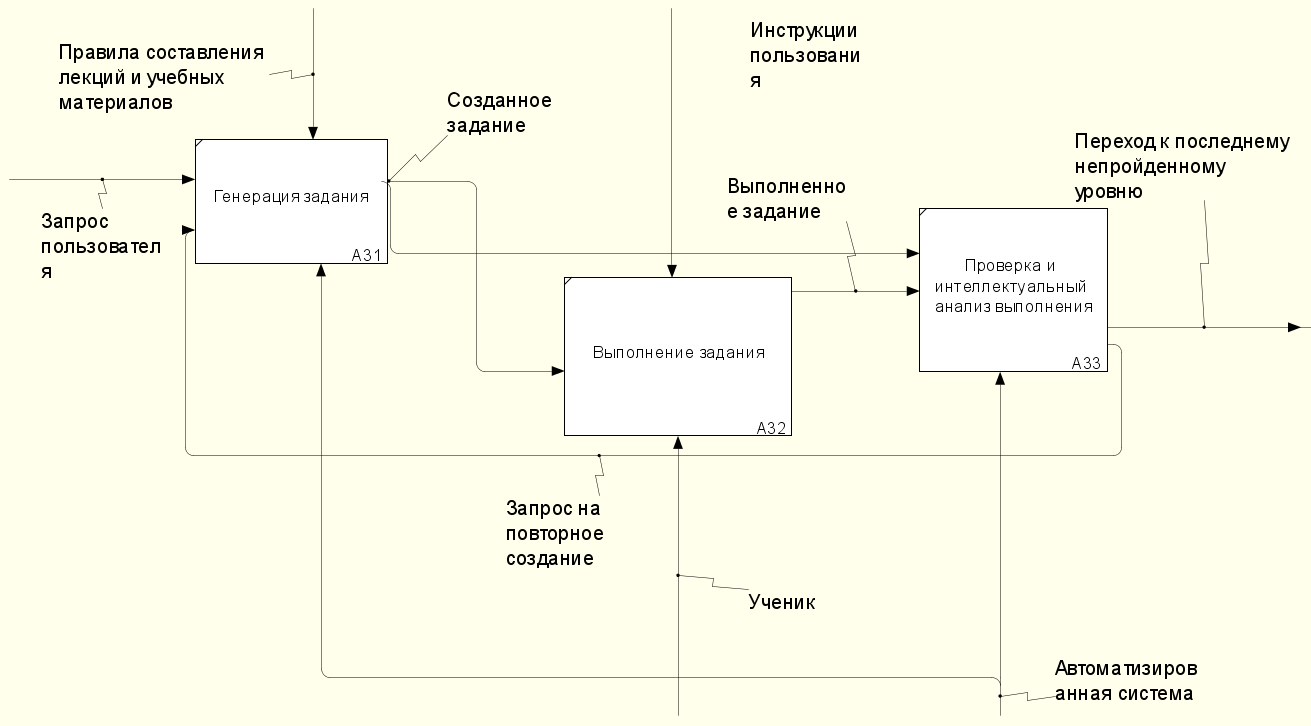 Правила составления
лекций и учебных
материалов
Инструкции
пользовани
я
Созданное
задание
Переход к последнему
непройденному
уровню
Генерация задания
A31
Запрос
пользовател
я
Выполненно
е задание
Проверка и
интеллектуальный
анализ выполнения
A33
Выполнение задания
A32
Запрос на
повторное
создание
Ученик
Автоматизиров
анная система